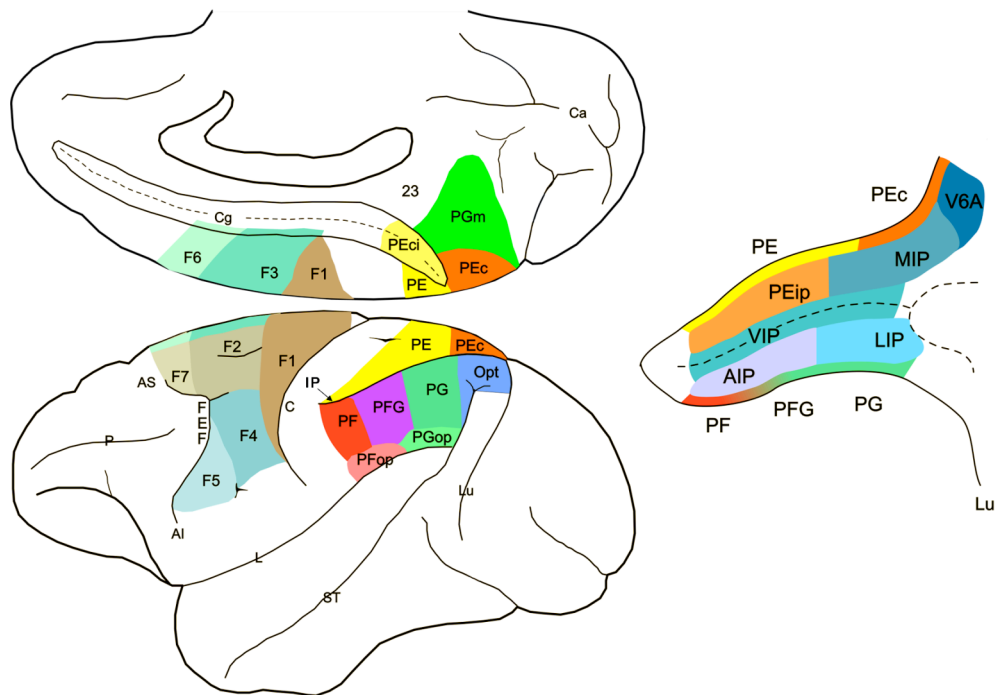 Ca
23
Cg
PGm
PEci
F6
F3
F1
PEc
PE
F2
F1
PE
PEc
F7
AS
IP
PG
Opt
F
E
F
C
PF
PFG
P
F4
PGop
PFop
F5
Lu
AI
L
ST
PEc
V6A
PE
MIP
PEip
VIP
LIP
AIP
PF
PFG
PG
Lu